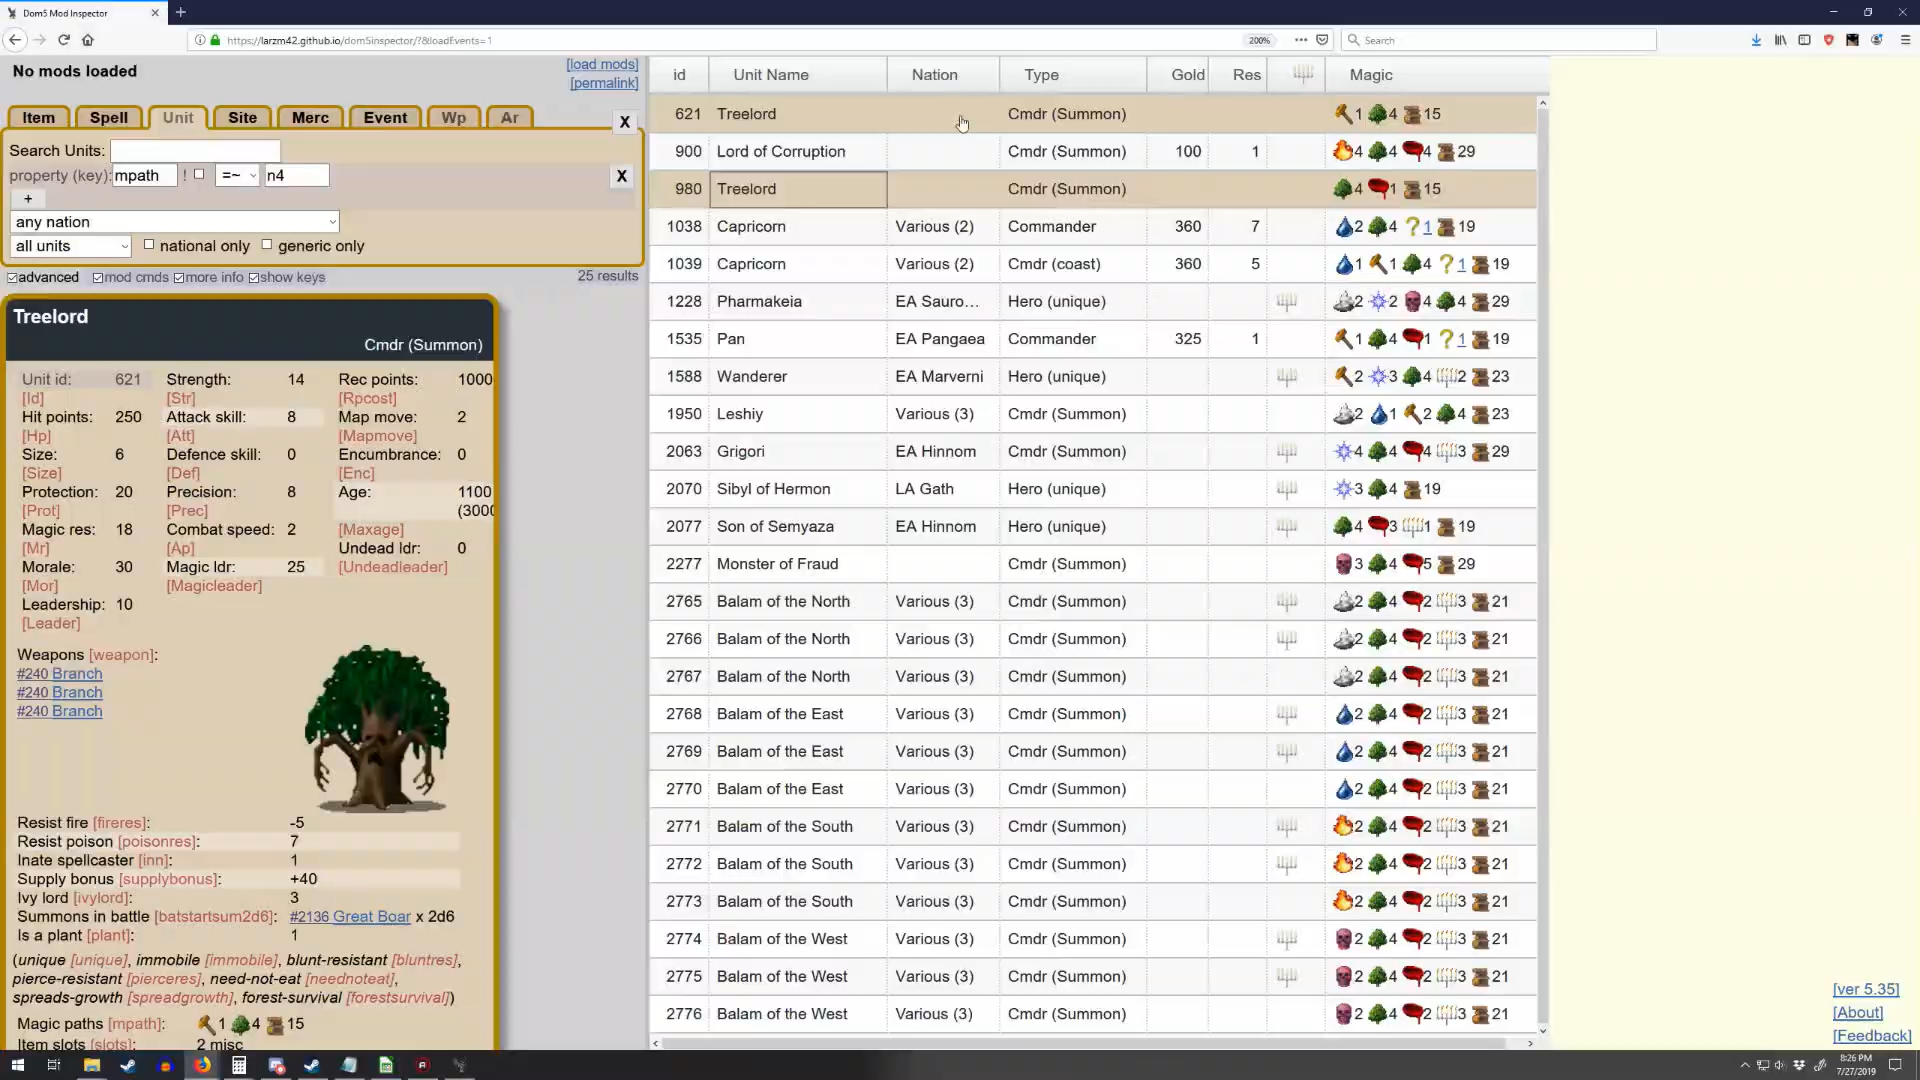 Dom5 Mod Inspector
https://larzm42.github.io/dom5inspector/?&loadEvents=1
200%
Search
No mods loaded
[load mods]
[permalink]
Item Spell Unit Site Merc Event Wp Ar
X
Search Units:
property (key): mpath ! =~ n4 X
+
any nation
all units national only generic only
advanced mod cmds more info show keys 25 results
Treelord
Cmdr (Summon)
Unit id: 621 Strength: 14 Rec points: 1000
[Id] [Str] [Rpcost]
Hit points: 250 Attack skill: 8 Map move: 2
[Hp] [Att] [Mapmove]
Size: 6 Defence skill: 0 Encumbrance: 0
[Size] [Def] [Enc]
Protection: 20 Precision: 8 Age: 1100
[Prot] [Prec] (3000
Magic res: 18 Combat speed: 2 [Maxage]
[Mr] [Ap] Undead ldr: 0
Morale: 30 Magic ldr: 25 [Undeadleader]
[Mor] [Magicleader]
Leadership: 10
[Leader]
Weapons [weapon]:
#240 Branch
#240 Branch
#240 Branch
Resist fire [fireres]: -5
Resist poison [poisonres]: 7
Inate spellcaster [inn]: 1
Supply bonus [supplybonus]: +40
Ivy lord [ivylord]: 3
Summons in battle [batstartsum2d6]: #2136 Great Boar x 2d6
Is a plant [plant]: 1
(unique [unique], immobile [immobile], blunt-resistant [bluntres],
pierce-resistant [pierceres], need-not-eat [neednoteat],
spreads-growth [spreadgrowth], forest-survival [forestsurvival])
Magic paths [mpath]: 1 4 15
Item slots [slots]: 2 misc
id Unit Name Nation Type Gold Res Magic
621 Treelord Cmdr (Summon) 1 4 15
900 Lord of Corruption Cmdr (Summon) 100 1 4 4 4 29
980 Treelord Cmdr (Summon) 4 1 15
1038 Capricorn Various (2) Commander 360 7 2 4 ?1 19
1039 Capricorn Various (2) Cmdr (coast) 360 5 1 1 4 ?1 19
1228 Pharmakeia EA Sauro... Hero (unique) 2 2 4 4 29
1535 Pan EA Pangaea Commander 325 1 1 4 1 ?1 19
1588 Wanderer EA Marverni Hero (unique) 2 3 4 2 23
1950 Leshiy Various (3) Cmdr (Summon) 2 1 2 4 23
2063 Grigori EA Hinnom Cmdr (Summon) 4 4 4 3 29
2070 Sibyl of Hermon LA Gath Hero (unique) 3 4 19
2077 Son of Semyaza EA Hinnom Hero (unique) 4 3 1 19
2277 Monster of Fraud Cmdr (Summon) 3 4 5 29
2765 Balam of the North Various (3) Cmdr (Summon) 2 4 2 3 21
2766 Balam of the North Various (3) Cmdr (Summon) 2 4 2 3 21
2767 Balam of the North Various (3) Cmdr (Summon) 2 4 2 3 21
2768 Balam of the East Various (3) Cmdr (Summon) 2 4 2 3 21
2769 Balam of the East Various (3) Cmdr (Summon) 2 4 2 3 21
2770 Balam of the East Various (3) Cmdr (Summon) 2 4 2 3 21
2771 Balam of the South Various (3) Cmdr (Summon) 2 4 2 3 21
2772 Balam of the South Various (3) Cmdr (Summon) 2 4 2 3 21
2773 Balam of the South Various (3) Cmdr (Summon) 2 4 2 3 21
2774 Balam of the West Various (3) Cmdr (Summon) 2 4 2 3 21
2775 Balam of the West Various (3) Cmdr (Summon) 2 4 2 3 21
2776 Balam of the West Various (3) Cmdr (Summon) 2 4 2 3 21
[ver 5.35]
[About]
[Feedback]
8:26 PM
7/27/2019